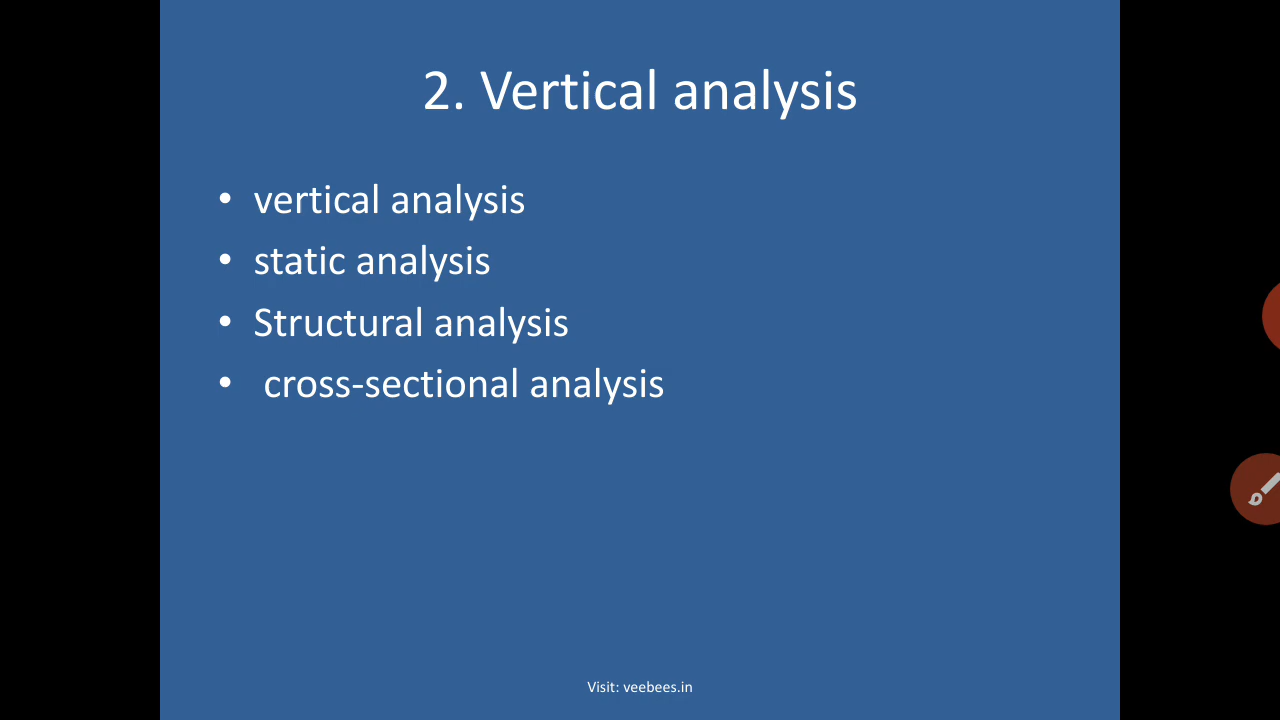 2. Vertical analysis
• vertical analysis
• static analysis
• Structural analysis
• cross-sectional analysis
Visit: veebees.in